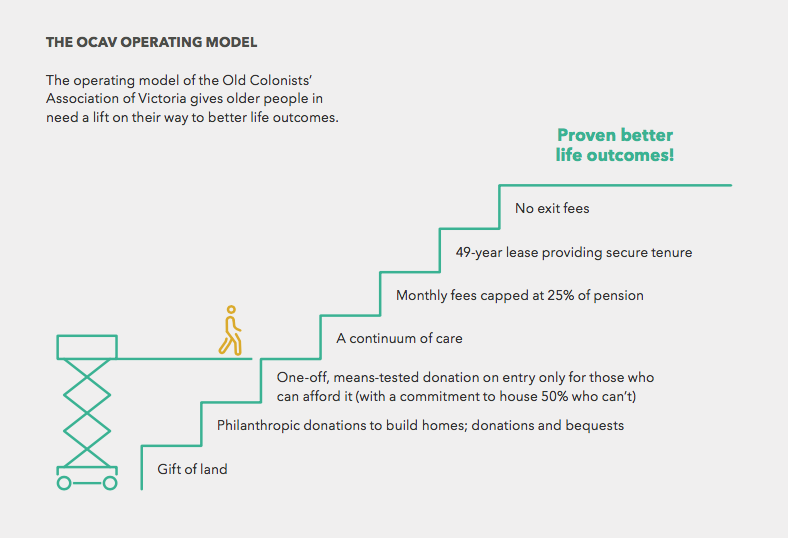 THE OCAV OPERATING MODEL
The operating model of the Old Colonists’
Association of Victoria gives older people in
need a lift on their way to better life outcomes.
Proven better
life outcomes!
No exit fees
49-year lease providing secure tenure
Monthly fees capped at 25% of pension
A continuum of care
One-off, means-tested donation on entry only for those who
can afford it (with a commitment to house 50% who can’t)
Philanthropic donations to build homes; donations and bequests
Gift of land